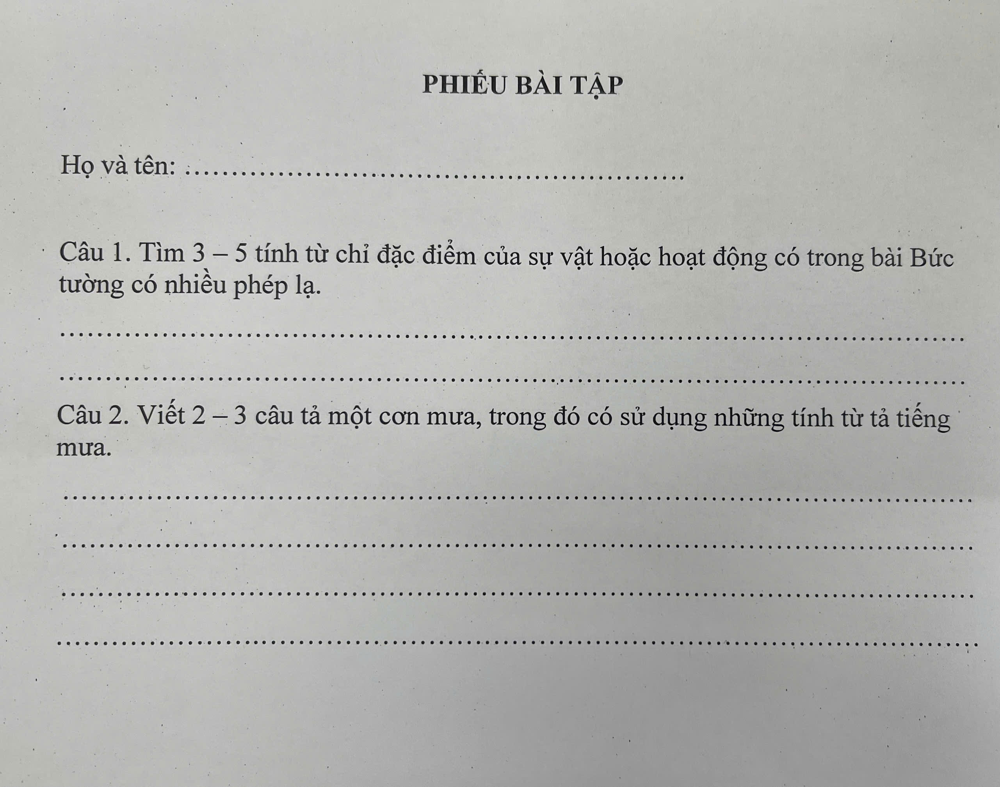 PHIẾU BÀI TẬP
Họ và tên: ......................................................
Câu 1. Tìm 3 – 5 tính từ chỉ đặc điểm của sự vật hoặc hoạt động có trong bài Bức
tường có nhiều phép lạ.
....................................................................................................
....................................................................................................
Câu 2. Viết 2 – 3 câu tả một cơn mưa, trong đó có sử dụng những tính từ tả tiếng
mưa.
....................................................................................................
....................................................................................................
....................................................................................................
....................................................................................................